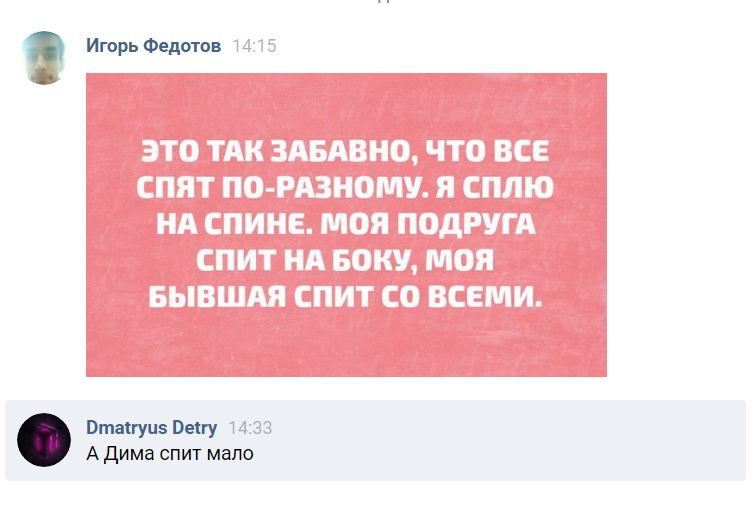 Игорь Федотов 14:15
ЭТО ТАК ЗАБАВНО, ЧТО ВСЕ
СПЯТ ПО-РАЗНОМУ. Я СПЛЮ
НА СПИНЕ. МОЯ ПОДРУГА
СПИТ НА БОКУ, МОЯ
БЫВШАЯ СПИТ СО ВСЕМИ.
Dmatryus Detry 14:33
А Дима спит мало